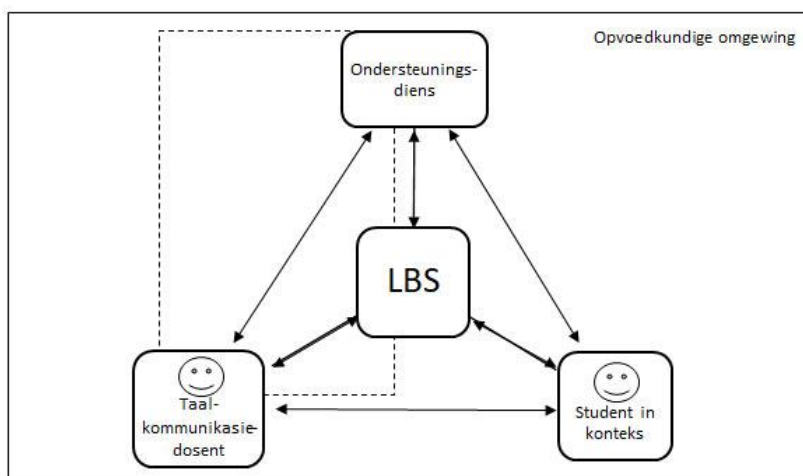 Opvoedkundige omgewing
Ondersteunings-
diens
LBS
Taal-
kommunikasie-
dosent
Student in
konteks